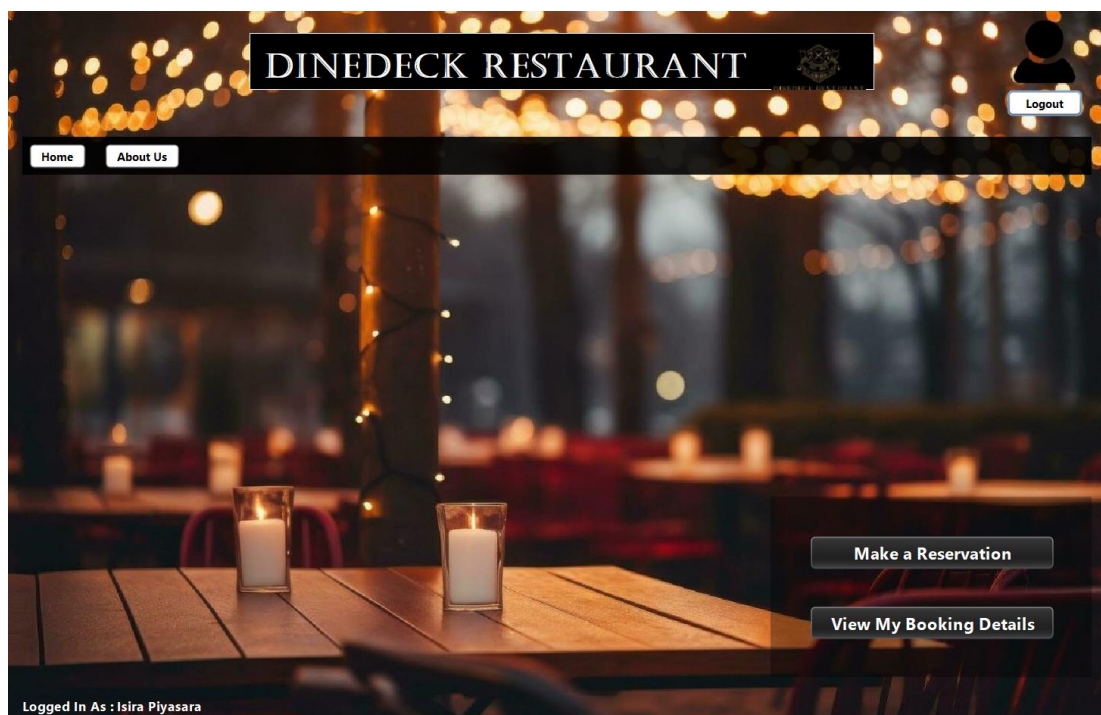 DINEDECK RESTAURANT
Logout
Home
About Us
Make a Reservation
View My Booking Details
Logged In As : Isira Piyasara